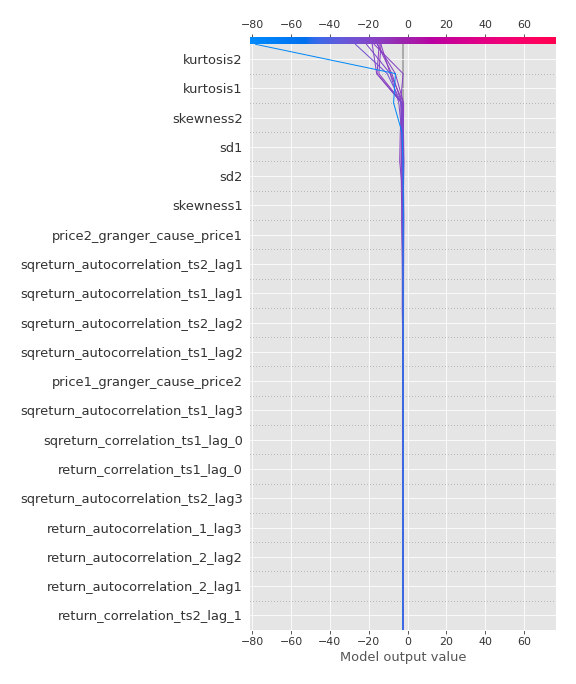 −80 −60 −40 −20 0 20 40 60
kurtosis2
kurtosis1
skewness2
sd1
sd2
skewness1
price2_granger_cause_price1
sqreturn_autocorrelation_ts2_lag1
sqreturn_autocorrelation_ts1_lag1
sqreturn_autocorrelation_ts2_lag2
sqreturn_autocorrelation_ts1_lag2
price1_granger_cause_price2
sqreturn_autocorrelation_ts1_lag3
sqreturn_correlation_ts1_lag_0
return_correlation_ts1_lag_0
sqreturn_autocorrelation_ts2_lag3
return_autocorrelation_1_lag3
return_autocorrelation_2_lag2
return_autocorrelation_2_lag1
return_correlation_ts2_lag_1
−80 −60 −40 −20 0 20 40 60
Model output value